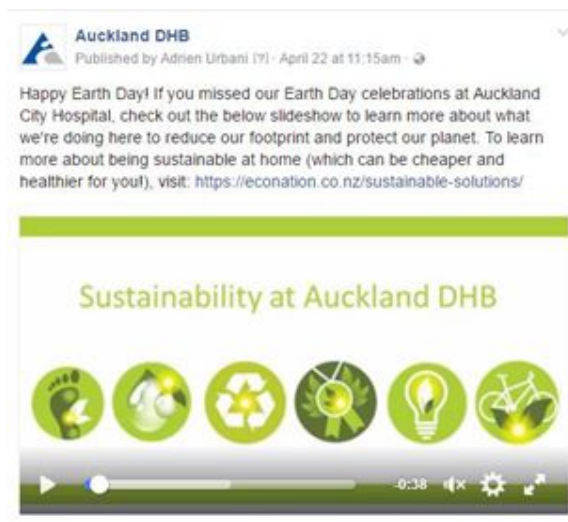 Auckland DHB
Published by Adrien Urbani [?] · April 22 at 11:15am ·
Happy Earth Day! If you missed our Earth Day celebrations at Auckland
City Hospital, check out the below slideshow to learn more about what
we're doing here to reduce our footprint and protect our planet. To learn
more about being sustainable at home (which can be cheaper and
healthier for you!), visit: https://econation.co.nz/sustainable-solutions/
Sustainability at Auckland DHB
-0:38